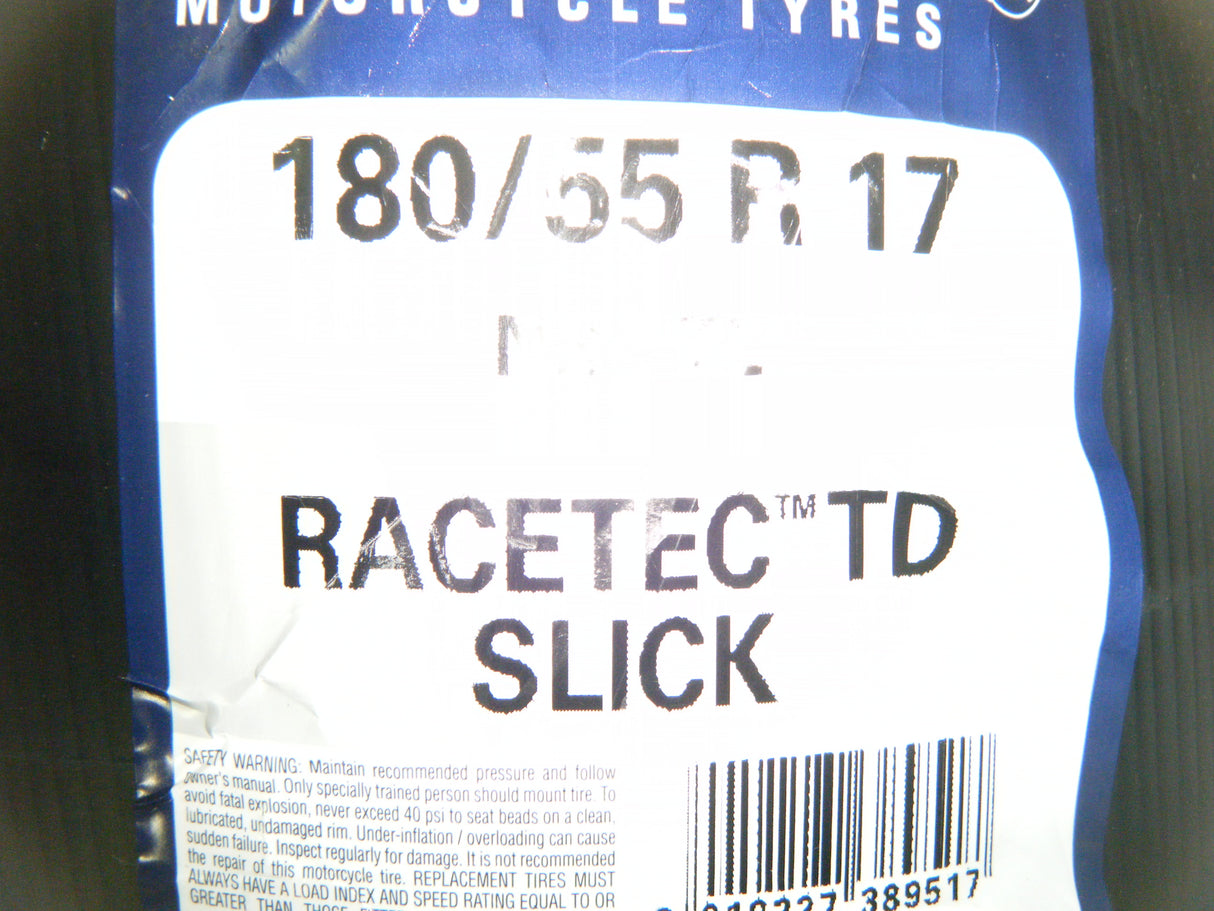 MOTORCYCLE TYRES
180/55 R 17
RACETEC™ TD
SLICK
SAFETY WARNING: Maintain recommended pressure and follow
owner's manual. Only specially trained person should mount tire. To
avoid fatal explosion, never exceed 40 psi to seat beads on a clean,
lubricated, undamaged rim. Under-inflation / overloading can cause
sudden failure. Inspect regularly for damage. It is not recommended
the repair of this motorcycle tire. REPLACEMENT TIRES MUST
ALWAYS HAVE A LOAD INDEX AND SPEED RATING EQUAL TO OR
GREATER THAN THOSE
389517